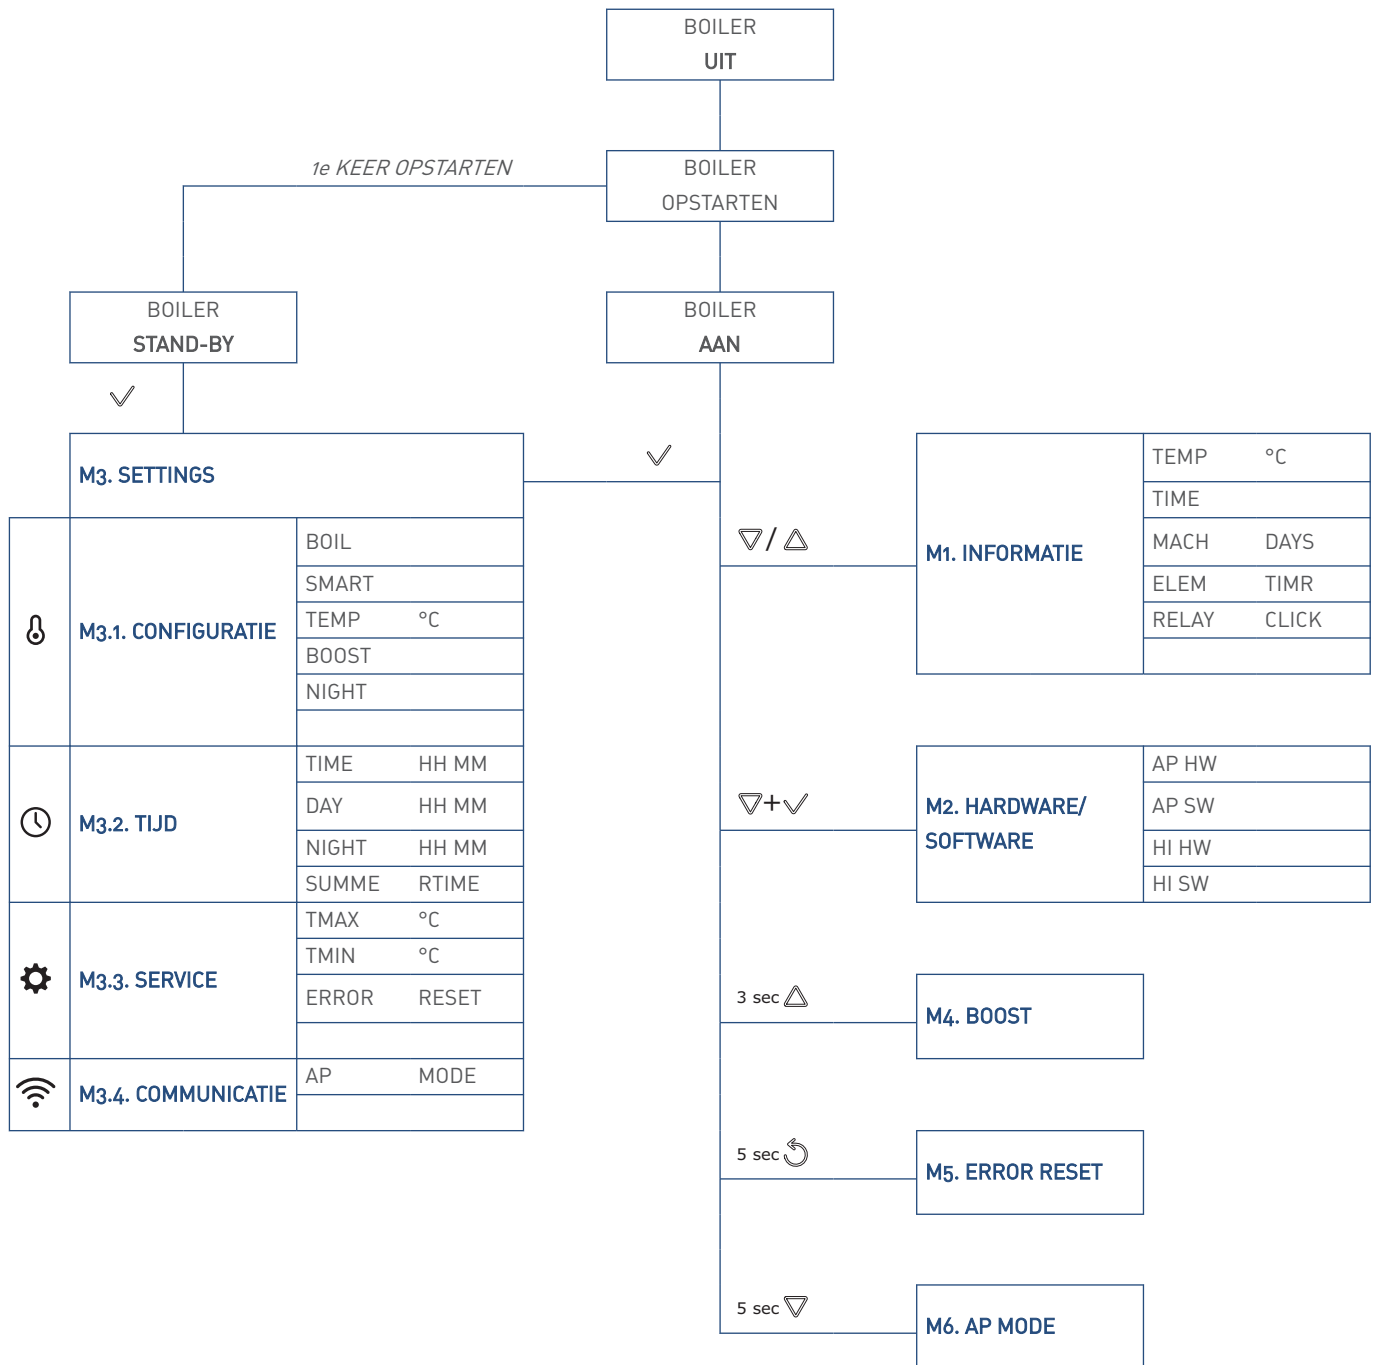 BOILER
UIT
1e KEER OPSTARTEN
BOILER
OPSTARTEN
BOILER
STAND-BY
BOILER
AAN
M3. SETTINGS
M3.1. CONFIGURATIE
BOIL
SMART
TEMP °C
BOOST
NIGHT
M3.2. TIJD
TIME HH MM
DAY HH MM
NIGHT HH MM
SUMME RTIME
M3.3. SERVICE
TMAX °C
TMIN °C
ERROR RESET
M3.4. COMMUNICATIE
AP MODE
/
M1. INFORMATIE
TEMP °C
TIME
MACH DAYS
ELEM TIMR
RELAY CLICK
+
M2. HARDWARE/
SOFTWARE
AP HW
AP SW
HI HW
HI SW
3 sec
M4. BOOST
5 sec
M5. ERROR RESET
5 sec
M6. AP MODE